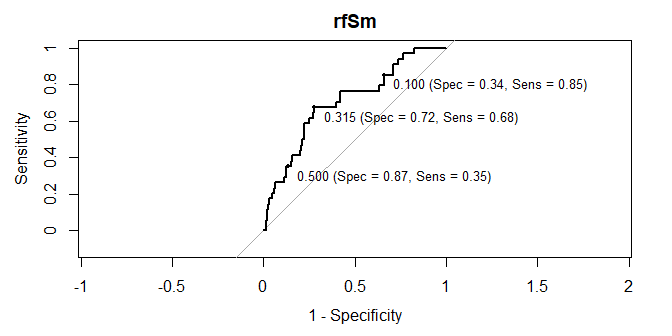 rfSm
Sensitivity
1
0.8
0.6
0.4
0.2
0
0.100 (Spec = 0.34, Sens = 0.85)
0.315 (Spec = 0.72, Sens = 0.68)
0.500 (Spec = 0.87, Sens = 0.35)
-1
-0.5
0
0.5
1
1.5
2
1 - Specificity